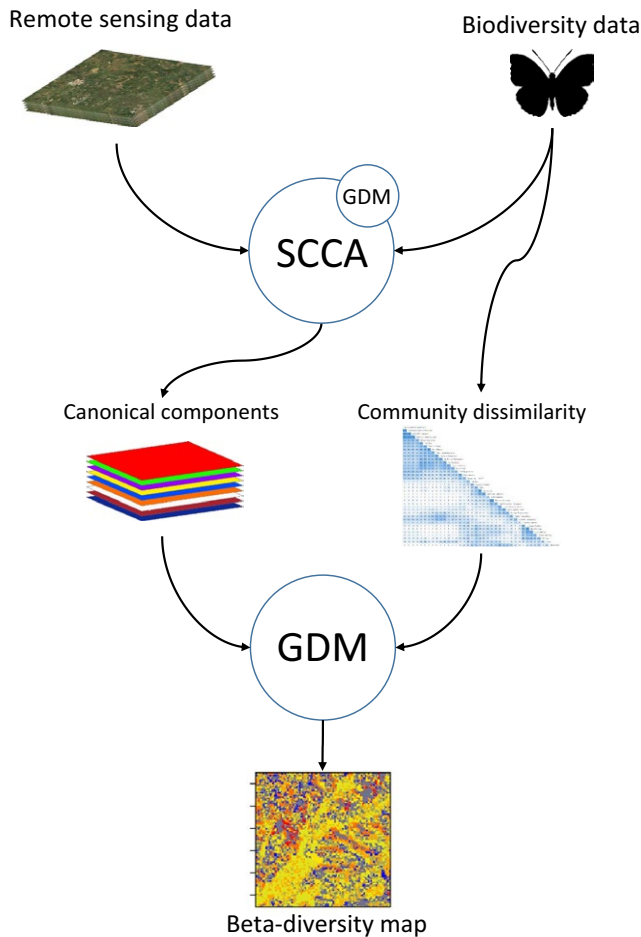 Remote sensing data
Biodiversity data
GDM
SCCA
Canonical components
Community dissimilarity
GDM
Beta-diversity map